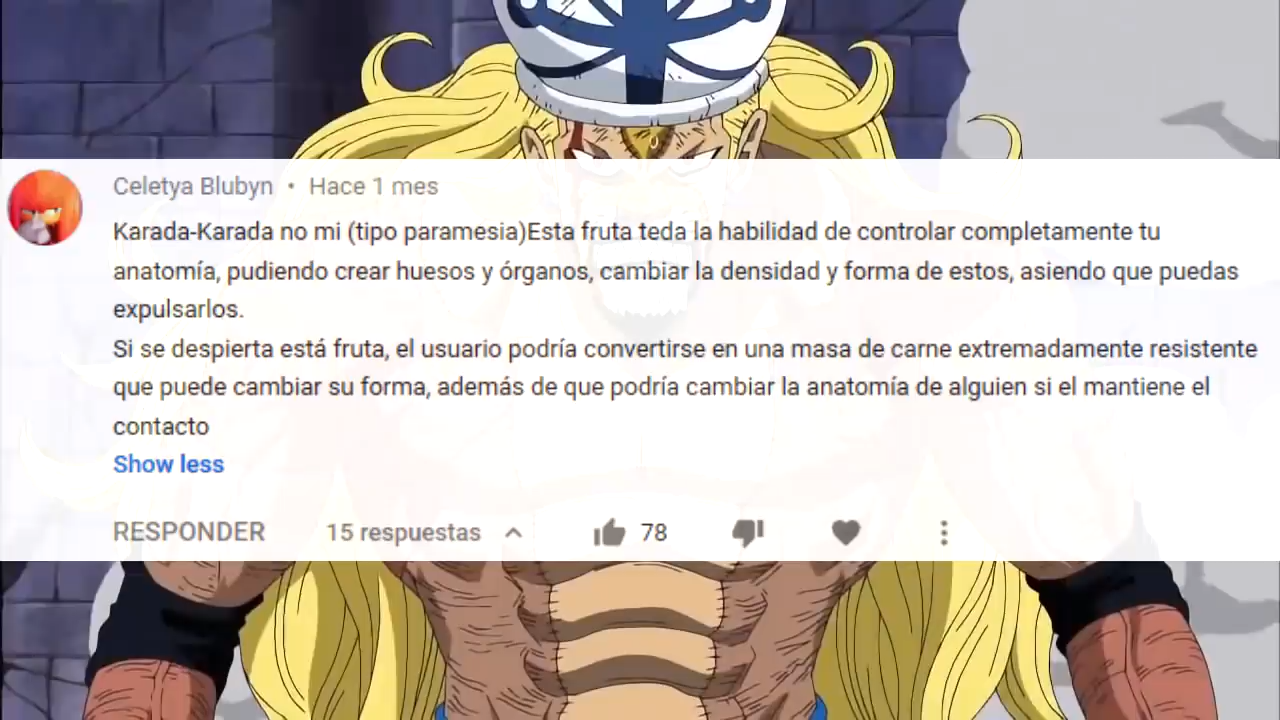 Celetya Blubyn • Hace 1 mes
Karada-Karada no mi (tipo paramesia)Esta fruta teda la habilidad de controlar completamente tu
anatomía, pudiendo crear huesos y órganos, cambiar la densidad y forma de estos, asiendo que puedas
expulsarlos.
Si se despierta está fruta, el usuario podría convertirse en una masa de carne extremadamente resistente
que puede cambiar su forma, además de que podría cambiar la anatomía de alguien si el mantiene el
contacto
Show less
RESPONDER 15 respuestas 78